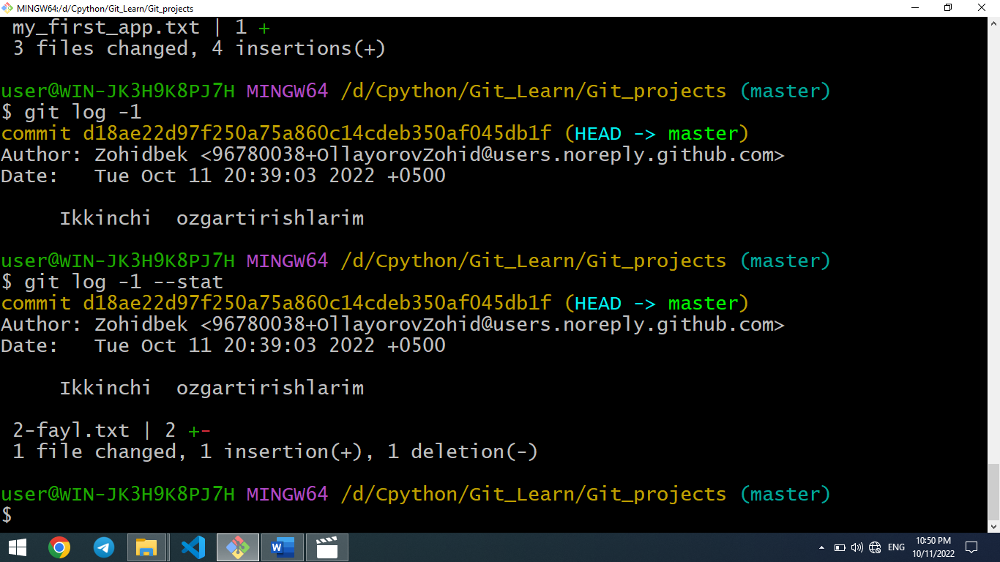 MINGW64:/d/Cpython/Git_Learn/Git_projects
my_first_app.txt | 1 +
3 files changed, 4 insertions(+)
user@WIN-JK3H9K8PJ7H MINGW64 /d/Cpython/Git_Learn/Git_projects (master)
$ git log -1
commit d18ae22d97f250a75a860c14cdeb350af045db1f (HEAD -> master)
Author: Zohidbek <96780038+OllayorovZohid@users.noreply.github.com>
Date:   Tue Oct 11 20:39:03 2022 +0500
Ikkinchi  ozgartirishlarim
user@WIN-JK3H9K8PJ7H MINGW64 /d/Cpython/Git_Learn/Git_projects (master)
$ git log -1 --stat
commit d18ae22d97f250a75a860c14cdeb350af045db1f (HEAD -> master)
Author: Zohidbek <96780038+OllayorovZohid@users.noreply.github.com>
Date:   Tue Oct 11 20:39:03 2022 +0500
Ikkinchi  ozgartirishlarim
2-fayl.txt | 2 +-
1 file changed, 1 insertion(+), 1 deletion(-)
user@WIN-JK3H9K8PJ7H MINGW64 /d/Cpython/Git_Learn/Git_projects (master)
$
W
ENG
10:50 PM
10/11/2022